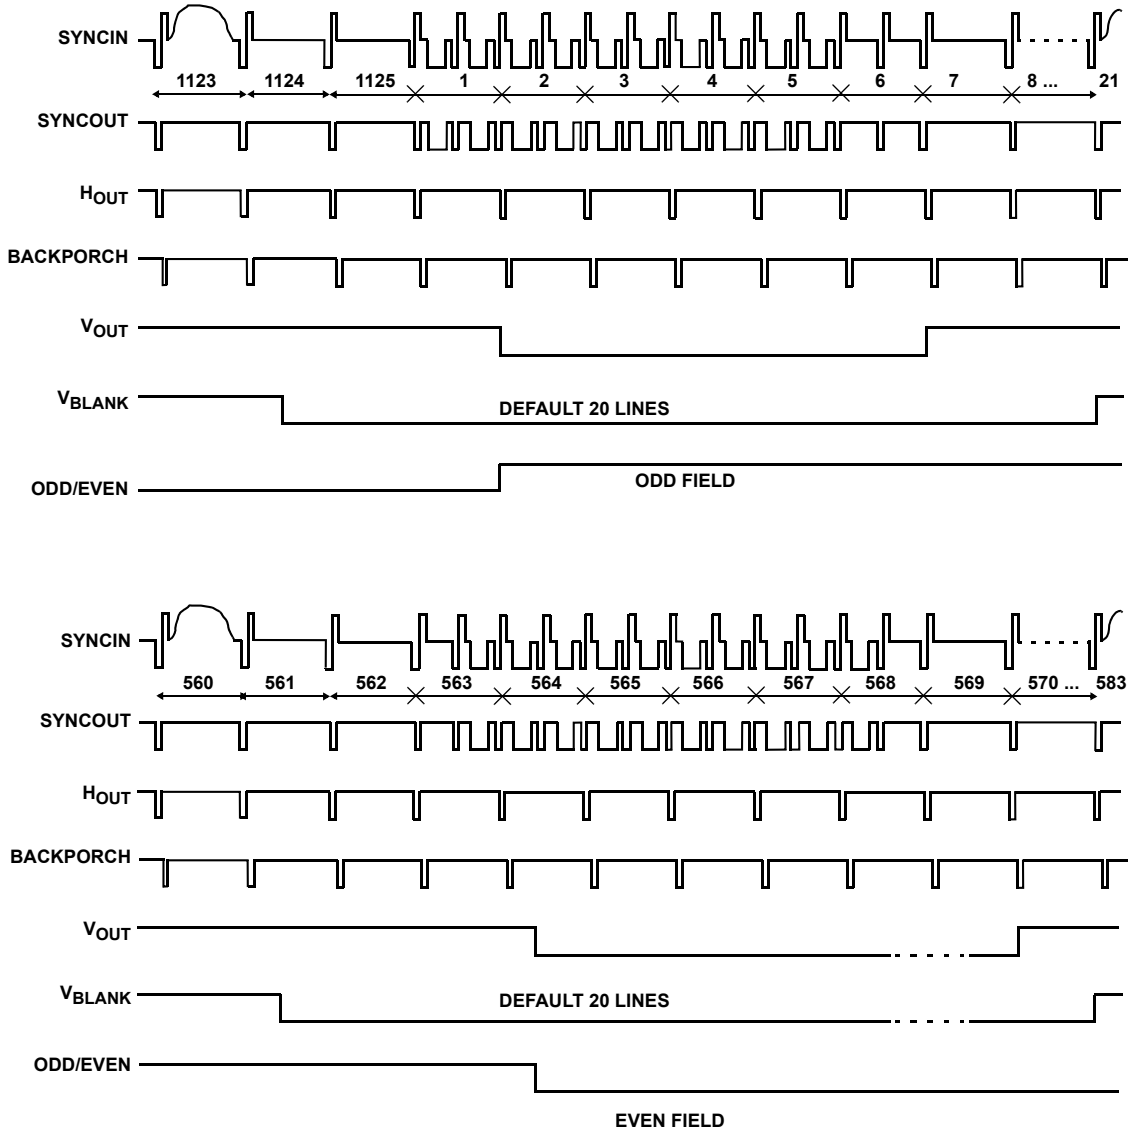 SYNCIN
1123 1124 1125 1 2 3 4 5 6 7 8 ... 21
SYNCOUT
HOUT
BACKPORCH
VOUT
VBLANK
DEFAULT 20 LINES
ODD/EVEN
ODD FIELD
SYNCIN
560 561 562 563 564 565 566 567 568 569 570 ... 583
SYNCOUT
HOUT
BACKPORCH
VOUT
VBLANK
DEFAULT 20 LINES
ODD/EVEN
EVEN FIELD